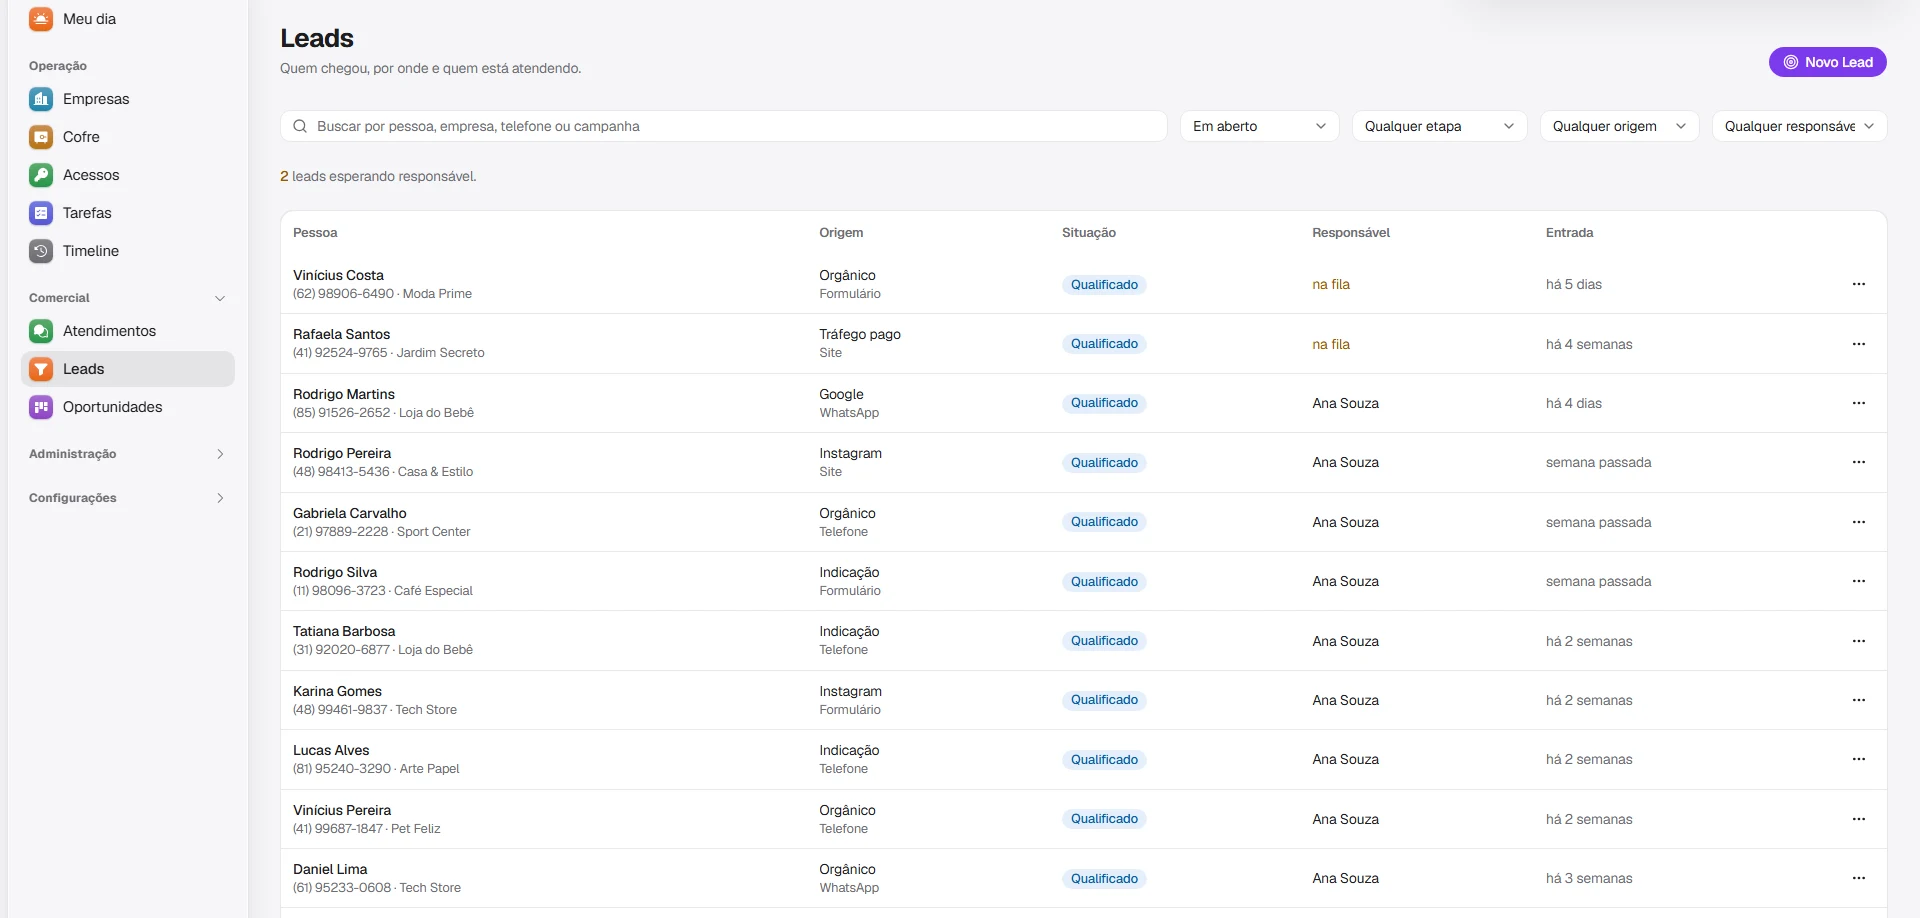 Meu dia
Operação
Empresas
Cofre
Acessos
Tarefas
Timeline
Comercial
Atendimentos
Leads
Oportunidades
Administração
Configurações
Leads
Quem chegou, por onde e quem está atendendo.
Novo Lead
Buscar por pessoa, empresa, telefone ou campanha
Em aberto
Qualquer etapa
Qualquer origem
Qualquer responsáve
2 leads esperando responsável.
Pessoa Origem Situação Responsável Entrada
Vinícius Costa Orgânico
(62) 98906-6490 · Moda Prime Formulário Qualificado na fila há 5 dias
Rafaela Santos Tráfego pago
(41) 92524-9765 · Jardim Secreto Site Qualificado na fila há 4 semanas
Rodrigo Martins Google
(85) 91526-2652 · Loja do Bebê WhatsApp Qualificado Ana Souza há 4 dias
Rodrigo Pereira Instagram
(48) 98413-5436 · Casa & Estilo Site Qualificado Ana Souza semana passada
Gabriela Carvalho Orgânico
(21) 97889-2228 · Sport Center Telefone Qualificado Ana Souza semana passada
Rodrigo Silva Indicação
(11) 98096-3723 · Café Especial Formulário Qualificado Ana Souza semana passada
Tatiana Barbosa Indicação
(31) 92020-6877 · Loja do Bebê Telefone Qualificado Ana Souza há 2 semanas
Karina Gomes Instagram
(48) 99461-9837 · Tech Store Formulário Qualificado Ana Souza há 2 semanas
Lucas Alves Indicação
(81) 95240-3290 · Arte Papel Telefone Qualificado Ana Souza há 2 semanas
Vinícius Pereira Orgânico
(41) 99687-1847 · Pet Feliz Telefone Qualificado Ana Souza há 2 semanas
Daniel Lima Orgânico
(61) 95233-0608 · Tech Store WhatsApp Qualificado Ana Souza há 3 semanas